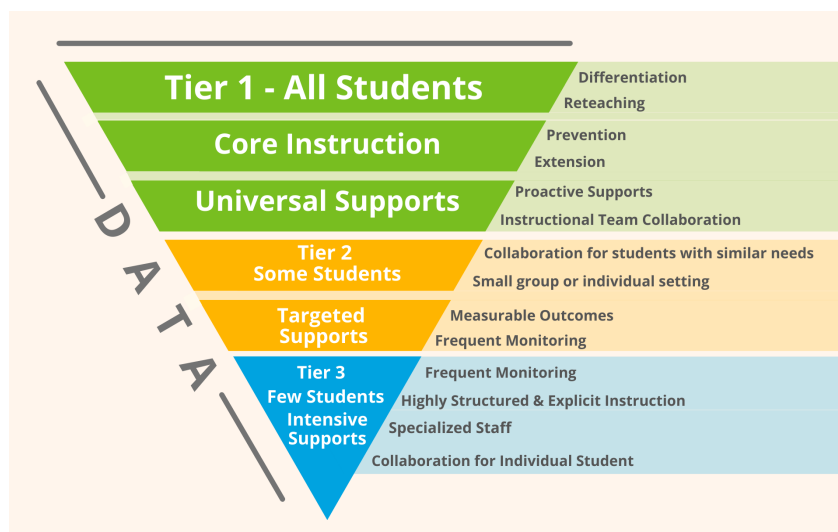 Tier 1 - All Students
Differentiation
Reteaching
Core Instruction
Prevention
Extension
Universal Supports
Proactive Supports
Instructional Team Collaboration
DATA
Tier 2
Some Students
Collaboration for students with similar needs
Small group or individual setting
Targeted
Supports
Measurable Outcomes
Frequent Monitoring
Tier 3
Few Students
Intensive
Supports
Frequent Monitoring
Highly Structured & Explicit Instruction
Specialized Staff
Collaboration for Individual Student